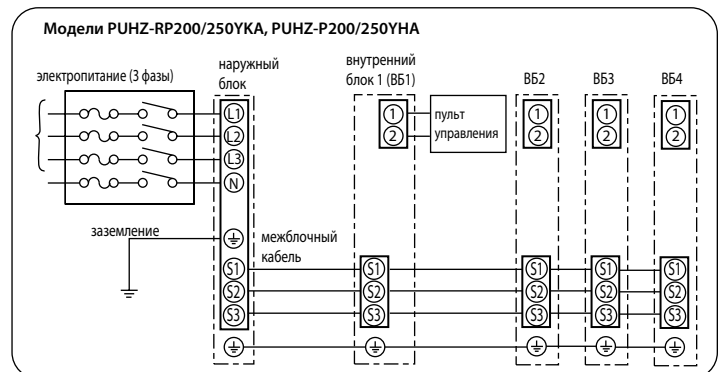 Модели PUHZ-RP200/250YKA, PUHZ-P200/250YHA
электропитание (3 фазы)
наружный
блок
внутренний
блок 1 (ВБ1)
ВБ2
ВБ3
ВБ4
L1
L2
L3
N
1
2
пульт
управления
1
2
1
2
1
2
заземление
межблочный
кабель
S1
S2
S3
S1
S2
S3
S1
S2
S3
S1
S2
S3
S1
S2
S3